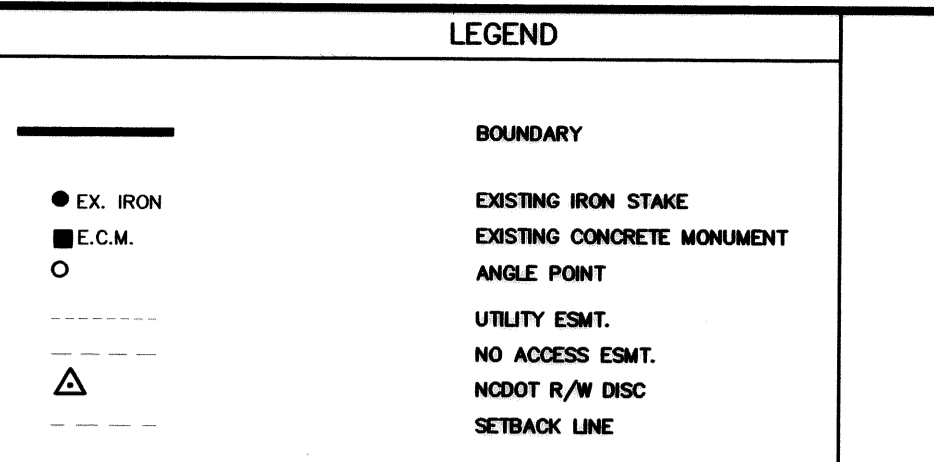 LEGEND
BOUNDARY
EX. IRON EXISTING IRON STAKE
E.C.M. EXISTING CONCRETE MONUMENT
ANGLE POINT
UTILITY ESMT.
NO ACCESS ESMT.
NCDOT R/W DISC
SETBACK LINE